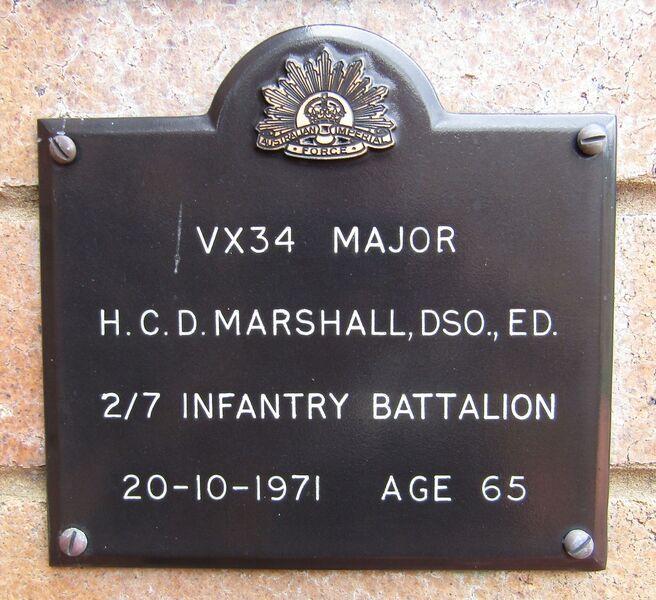 AUSTRALIAN IMPERIAL
FORCE
VX34 MAJOR
H. C. D. MARSHALL, DSO., ED.
2/7 INFANTRY BATTALION
20-10-1971 AGE 65